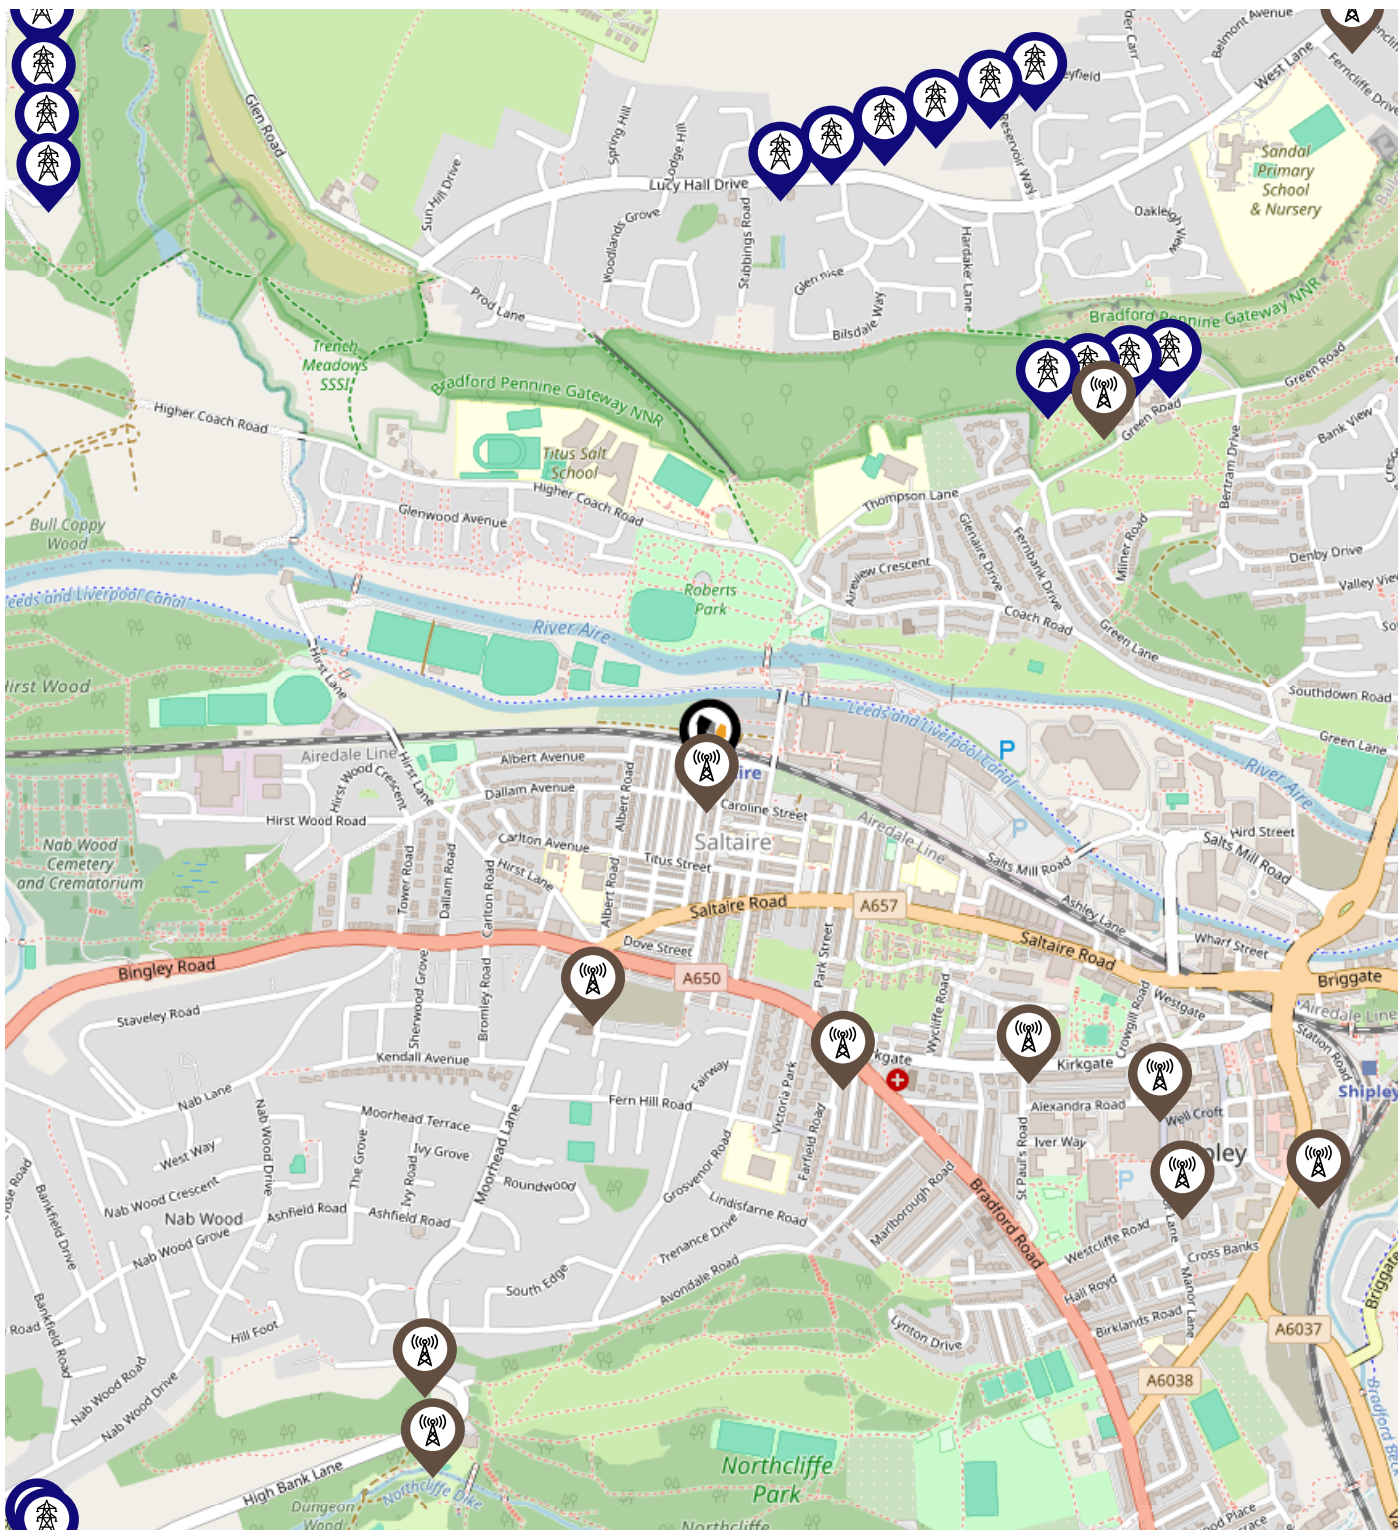 Belmont Avenue
West Lane
Ferncliffe Drive
Glen Road
Spring Hill
Lodge Hill
Reservoir Way
Sandal
Primary
School
& Nursery
Sun Hill Drive
Lucy Hall Drive
Woodlands Grove
Stubbings Road
Oakleigh View
Hardaker Lane
Glen Rise
Prod Lane
Bilsdale Way
Bradford Pennine Gateway NNR
Trench
Meadows
SSSI
Bradford Pennine Gateway NNR
Green Road
Higher Coach Road
Green Road
Bank View
Titus Salt
School
Bertram Drive
Higher Coach Road
Thompson Lane
Glenwood Avenue
Bull Coppy
Wood
Glenaire Drive
Fernbank Drive
Milner Road
Denby Drive
Aireview Crescent
Roberts
Park
Leeds and Liverpool Canal
River Aire
Coach Road
Green Lane
Hirst Wood
Hirst Lane
Southdown Road
Leeds and Liverpool Canal
P
Green Lane
River Aire
Airedale Line
Hirst Lane
Albert Avenue
Hirst Wood Crescent
Dallam Avenue
Albert Road
Caroline Street
Hirst Wood Road
Airedale Line
P
Hird Street
Saltaire
Carlton Avenue
Titus Street
Salts Mill Road
Salts Mill Road
Nab Wood
Cemetery
and Crematorium
Hirst Lane
Tower Road
Dallam Road
Carlton Road
Albert Road
Saltaire Road
A657
Ashley Lane
Dove Street
Saltaire Road
Wharf Street
Bingley Road
A650
Park Street
Briggate
Staveley Road
Sherwood Grove
Bromley Road
Wycliffe Road
Crowgill Road
Westgate
Airedale Line
Station Road
Kendall Avenue
Kirkgate
Shipley
Nab Lane
Fairway
Fern Hill Road
Victoria Park
Alexandra Road
Well Croft
Moorhead Terrace
Nab Wood Drive
Iver Way
West Way
Ivy Grove
The Grove
Moorhead Lane
Farfield Road
St Paul's Road
Grosvenor Road
P
Nab Wood Crescent
Ivy Road
Roundwood
Marlborough Road
Bradford Road
Bankfield Drive
Nab Wood
Ashfield Road
Ashfield Road
Lindisfarne Road
Nab Wood Grove
Trenance Drive
Westcliffe Road
Cross Banks
South Edge
Avondale Road
Hall Royd
Manor Lane
Briggate
Bankfield Road
Hill Foot
Lynton Drive
Birklands Road
A6037
Nab Wood Road
Nab Wood Drive
A6038
Northcliffe
Park
High Bank Lane
Northcliffe Dike
Dungeon
Wood
Northcliffe